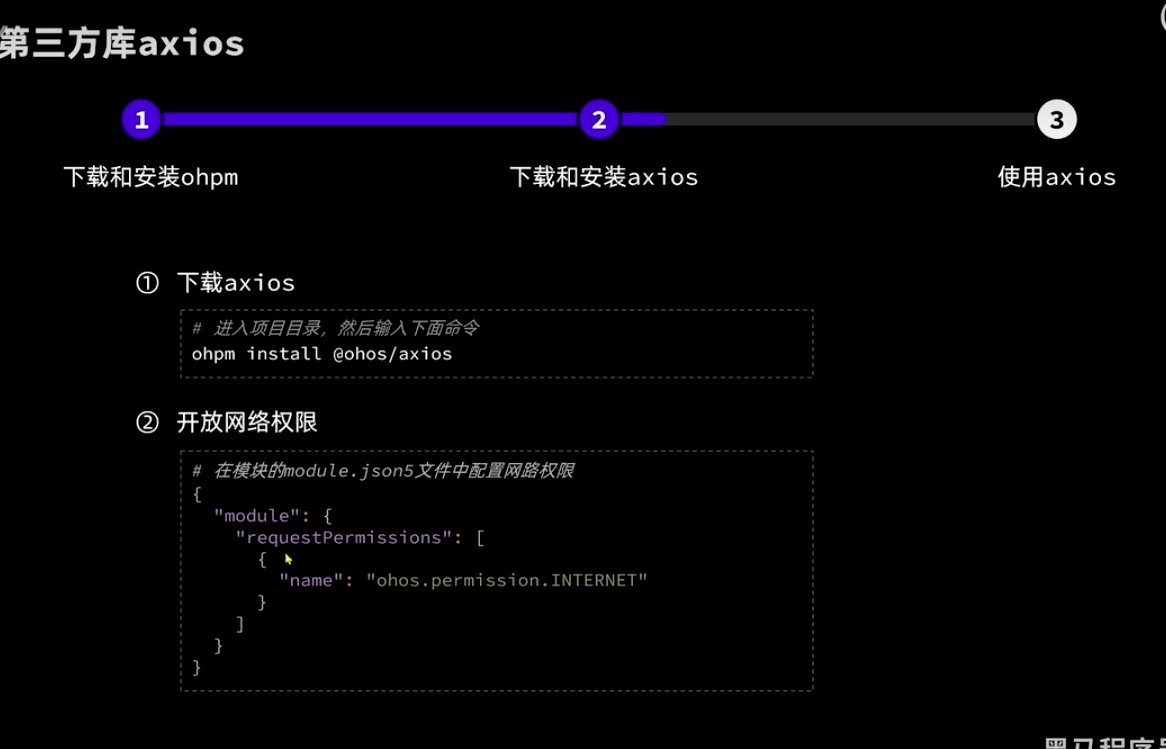 第三方库axios
1
2
3
下载和安装ohpm
下载和安装axios
使用axios
① 下载axios
# 进入项目目录，然后输入下面命令
ohpm install @ohos/axios
② 开放网络权限
# 在模块的module.json5文件中配置网路权限
{
"module": {
"requestPermissions": [
{
"name": "ohos.permission.INTERNET"
}
]
}
}
黑马程序员